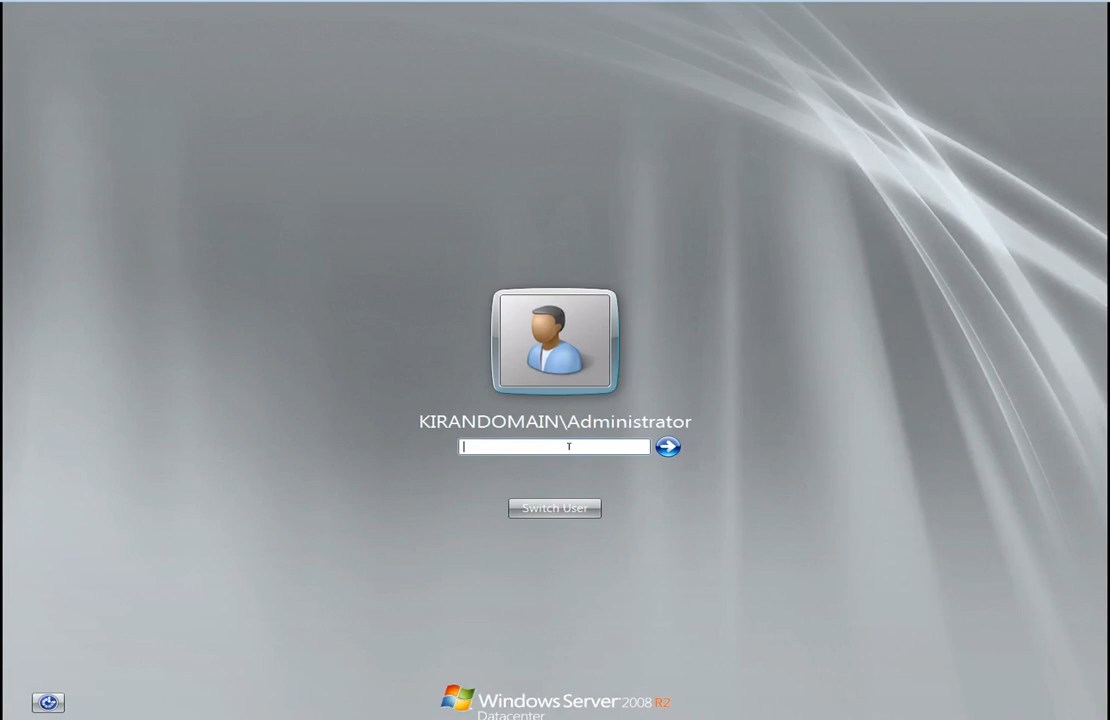 KIRANDOMAIN\Administrator
Switch User
Windows Server 2008 R2
Datacenter